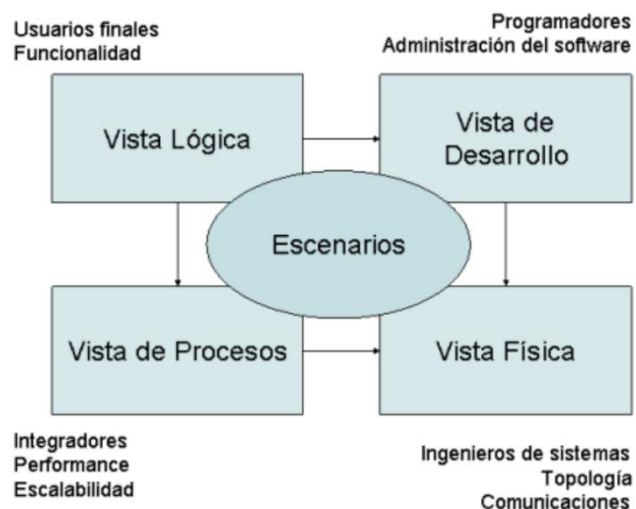 Usuarios finales
Funcionalidad
Programadores
Administración del software
Vista Lógica
Vista de
Desarrollo
Escenarios
Vista de Procesos
Vista Física
Integradores
Performance
Escalabilidad
Ingenieros de sistemas
Topología
Comunicaciones